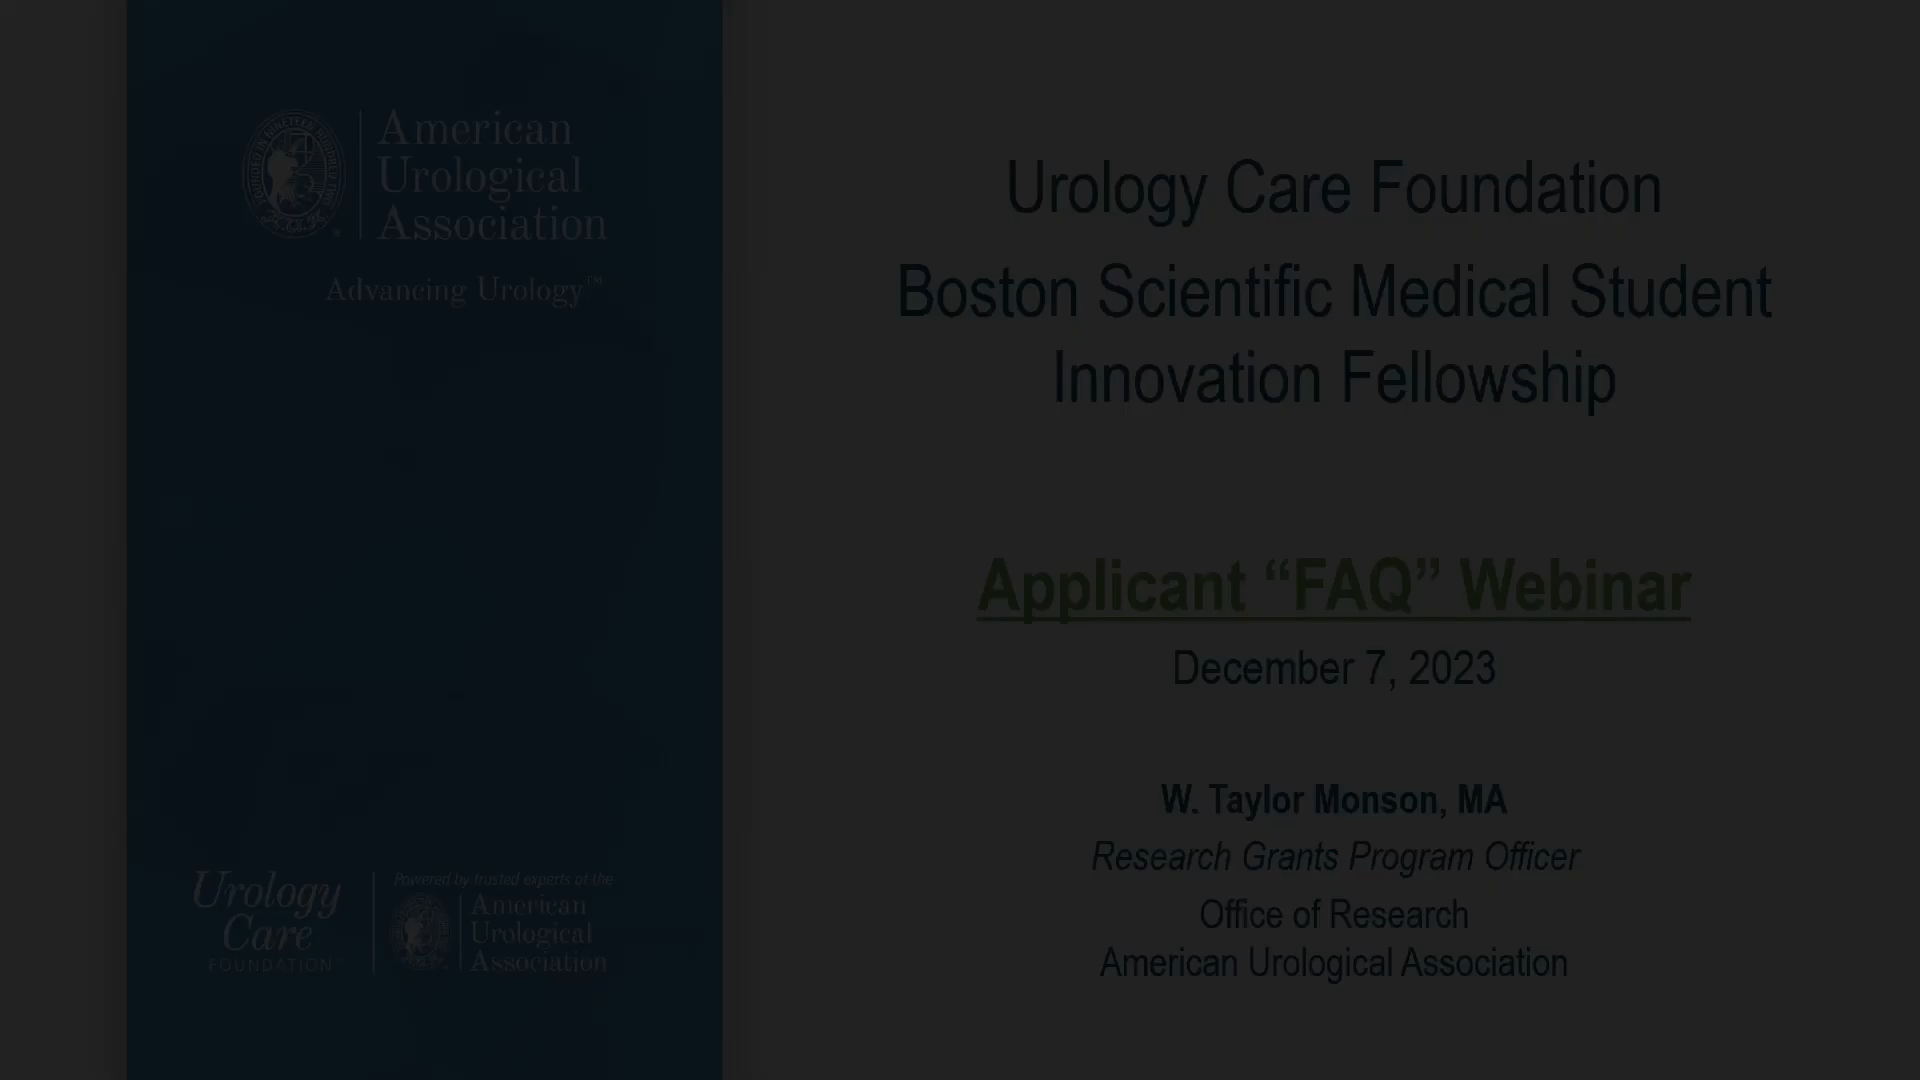 American
Urological
Association
Advancing Urology™
Urology Care Foundation
Boston Scientific Medical Student
Innovation Fellowship
Applicant “FAQ” Webinar
December 7, 2023
W. Taylor Monson, MA
Research Grants Program Officer
Office of Research
American Urological Association
Urology
Care
FOUNDATION
Powered by trusted experts of the
American
Urological
Association